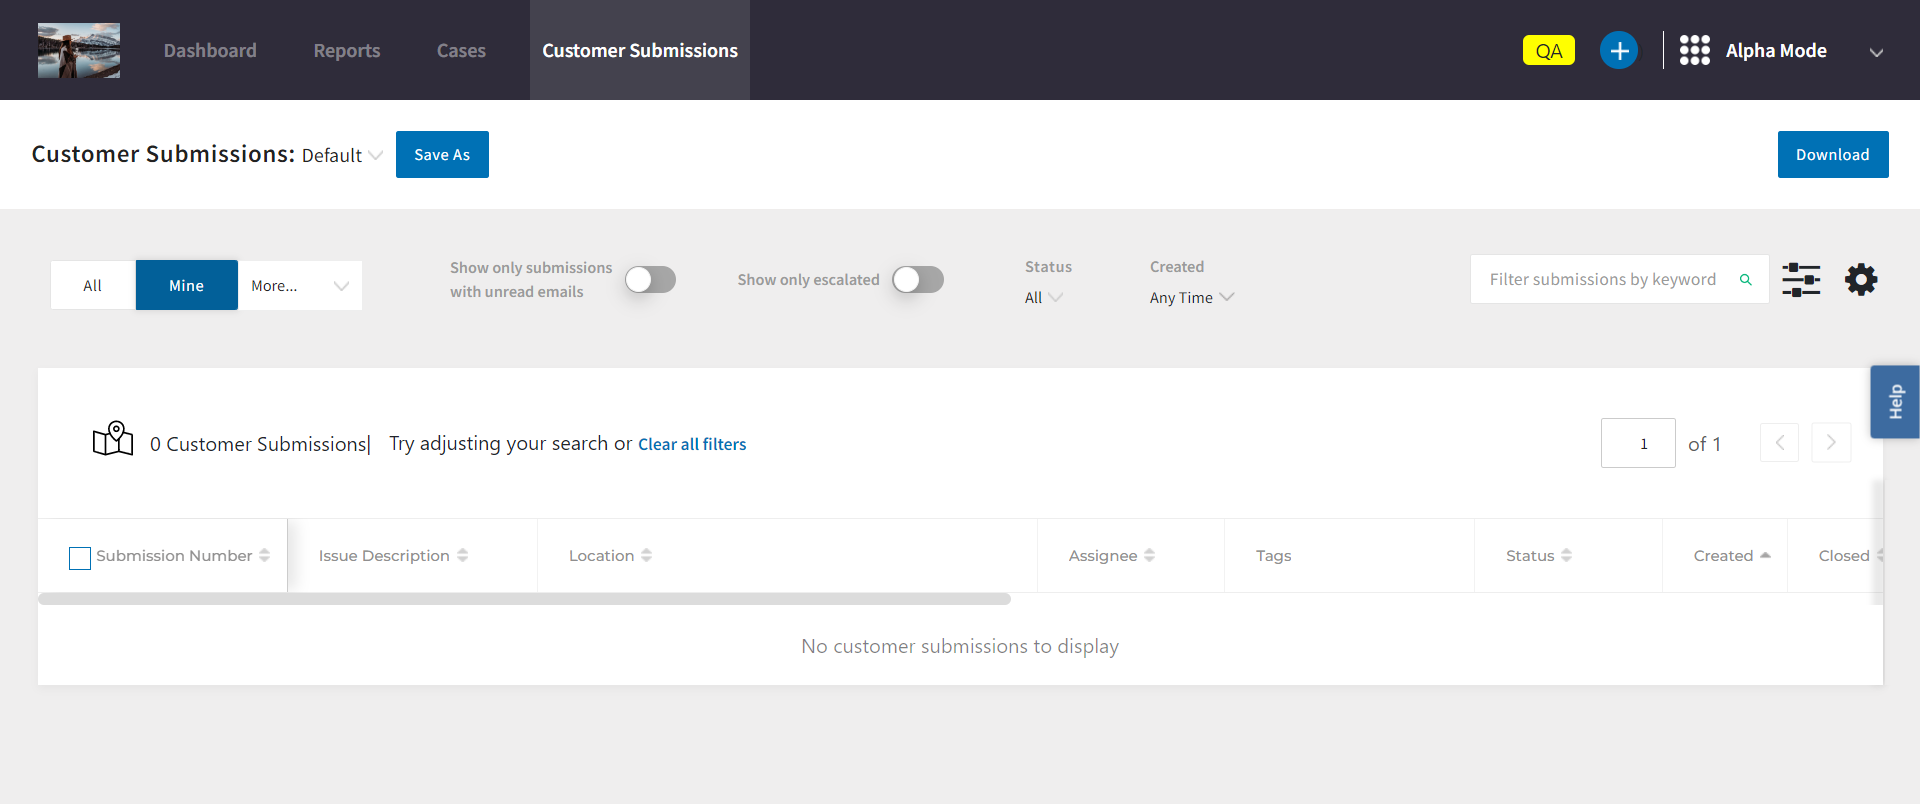 Dashboard Reports Cases Customer Submissions QA Alpha Mode
Customer Submissions: Default Save As Download
All Mine More...
Show only submissions
with unread emails
Show only escalated
Status
All
Created
Any Time
Filter submissions by keyword
Help
0 Customer Submissions| Try adjusting your search or Clear all filters 1 of 1
Submission Number Issue Description Location Assignee Tags Status Created Closed
No customer submissions to display